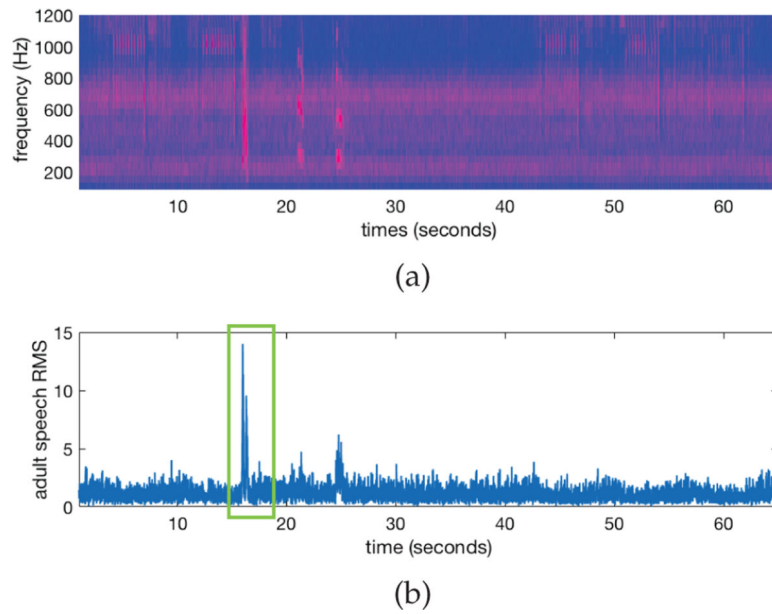 1200
1000
800
600
400
200
frequency (Hz)
10 20 30 40 50 60
times (seconds)
(a)
15
10
5
0
adult speech RMS
10 20 30 40 50 60
time (seconds)
(b)